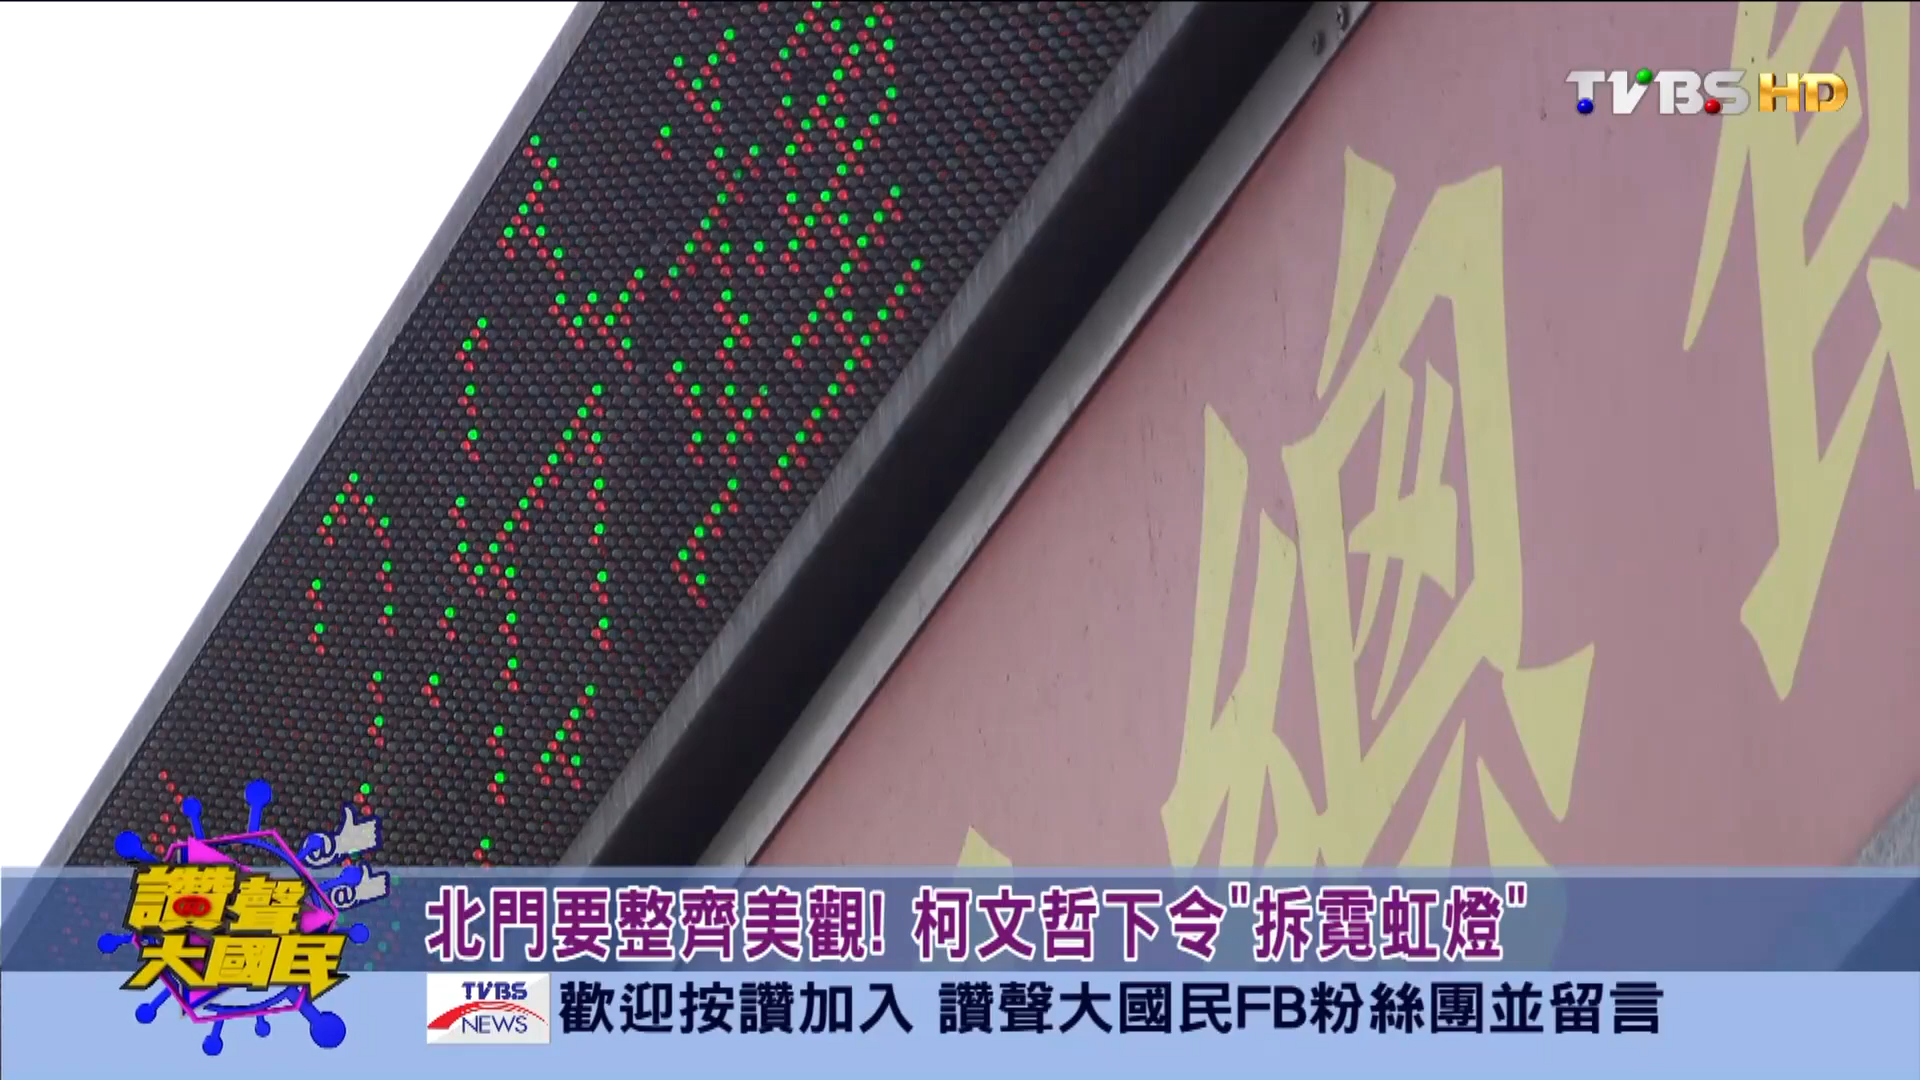 TVBS HD
讚聲
大國民
北門要整齊美觀! 柯文哲下令"拆霓虹燈"
TVBS
NEWS
歡迎按讚加入 讚聲大國民FB粉絲團並留言